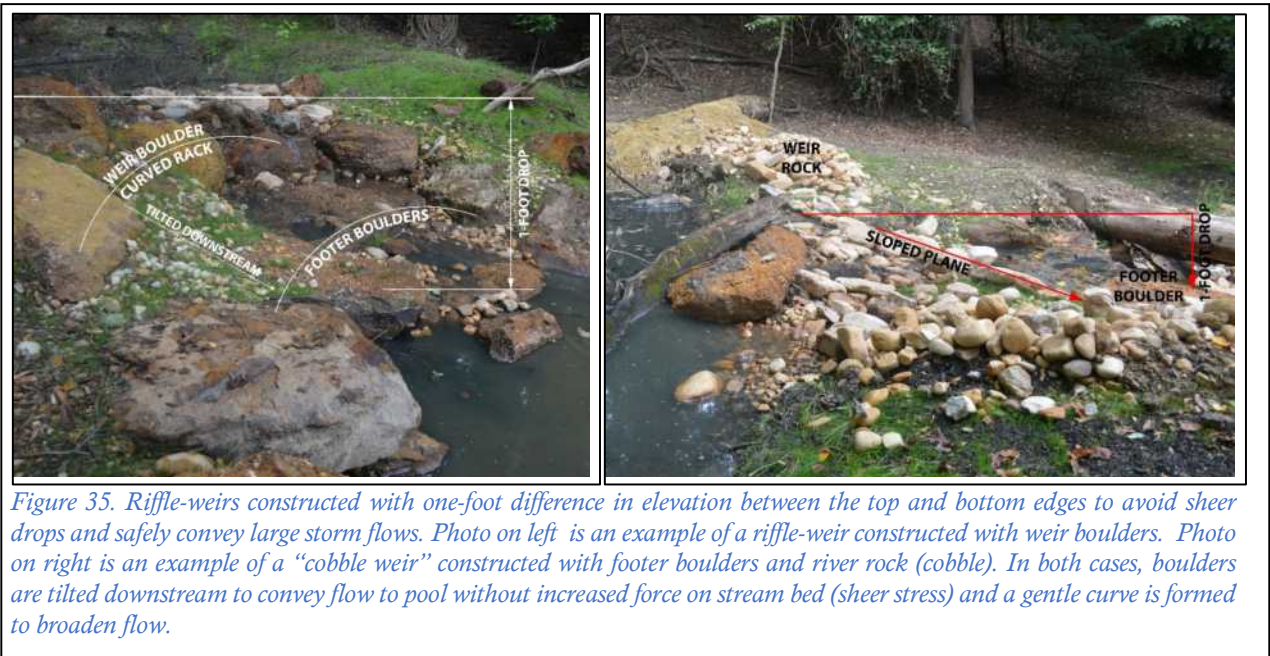 WEIR BOULDER
CURVED RACK
TILTED DOWNSTREAM
FOOTER BOULDERS
1-FOOT DROP
WEIR
ROCK
SLOPED PLANE
FOOTER
BOULDER
1-FOOT DROP
Figure 35. Riffle-weirs constructed with one-foot difference in elevation between the top and bottom edges to avoid sheer
drops and safely convey large storm flows. Photo on left is an example of a riffle-weir constructed with weir boulders. Photo
on right is an example of a “cobble weir” constructed with footer boulders and river rock (cobble). In both cases, boulders
are tilted downstream to convey flow to pool without increased force on stream bed (sheer stress) and a gentle curve is formed
to broaden flow.